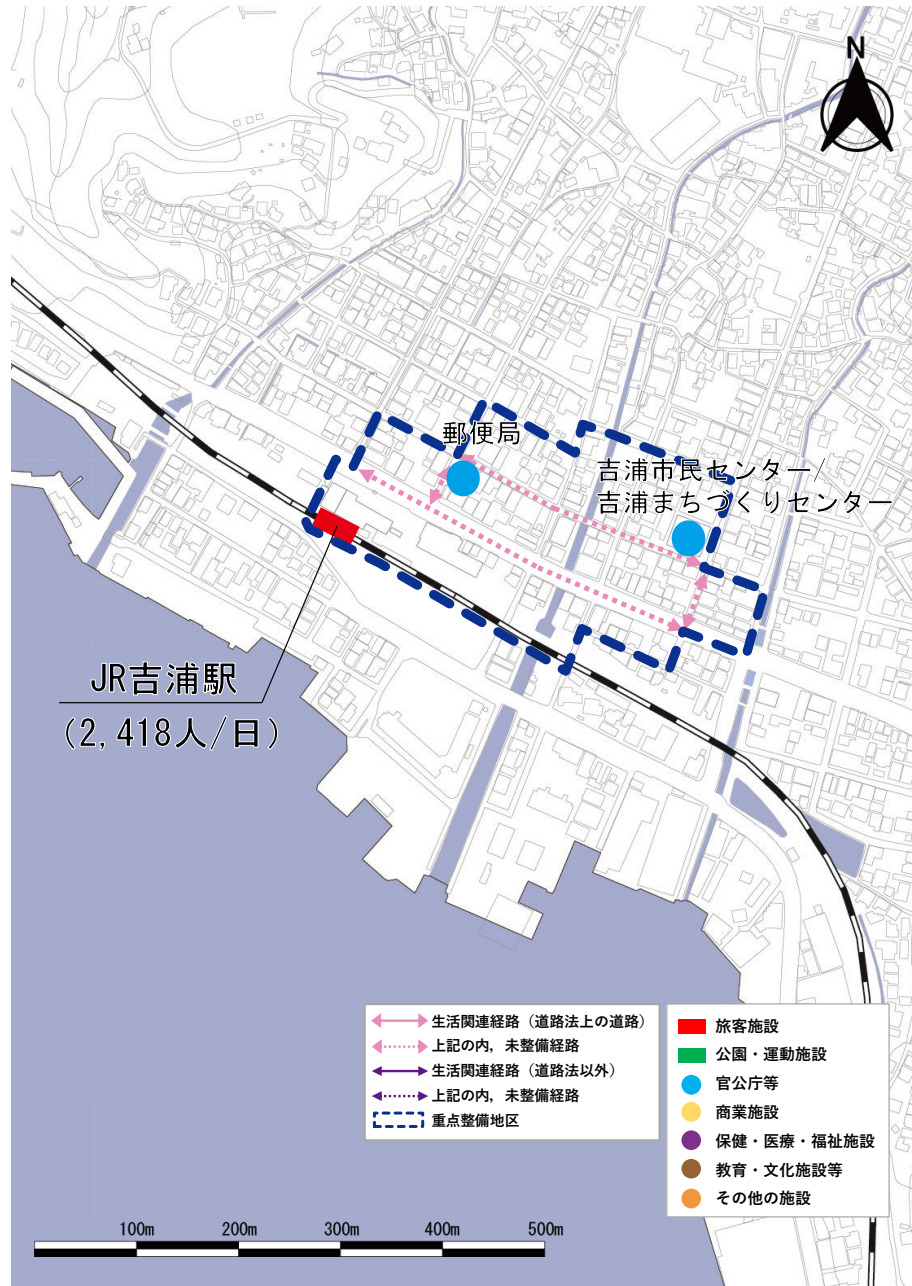 N
郵便局
吉浦市民センター/
吉浦まちづくりセンター
JR吉浦駅
(2,418人/日)
生活関連経路（道路法上の道路）
上記の内，未整備経路
生活関連経路（道路法以外）
上記の内，未整備経路
重点整備地区
旅客施設
公園・運動施設
官公庁等
商業施設
保健・医療・福祉施設
教育・文化施設等
その他の施設
100m 200m 300m 400m 500m